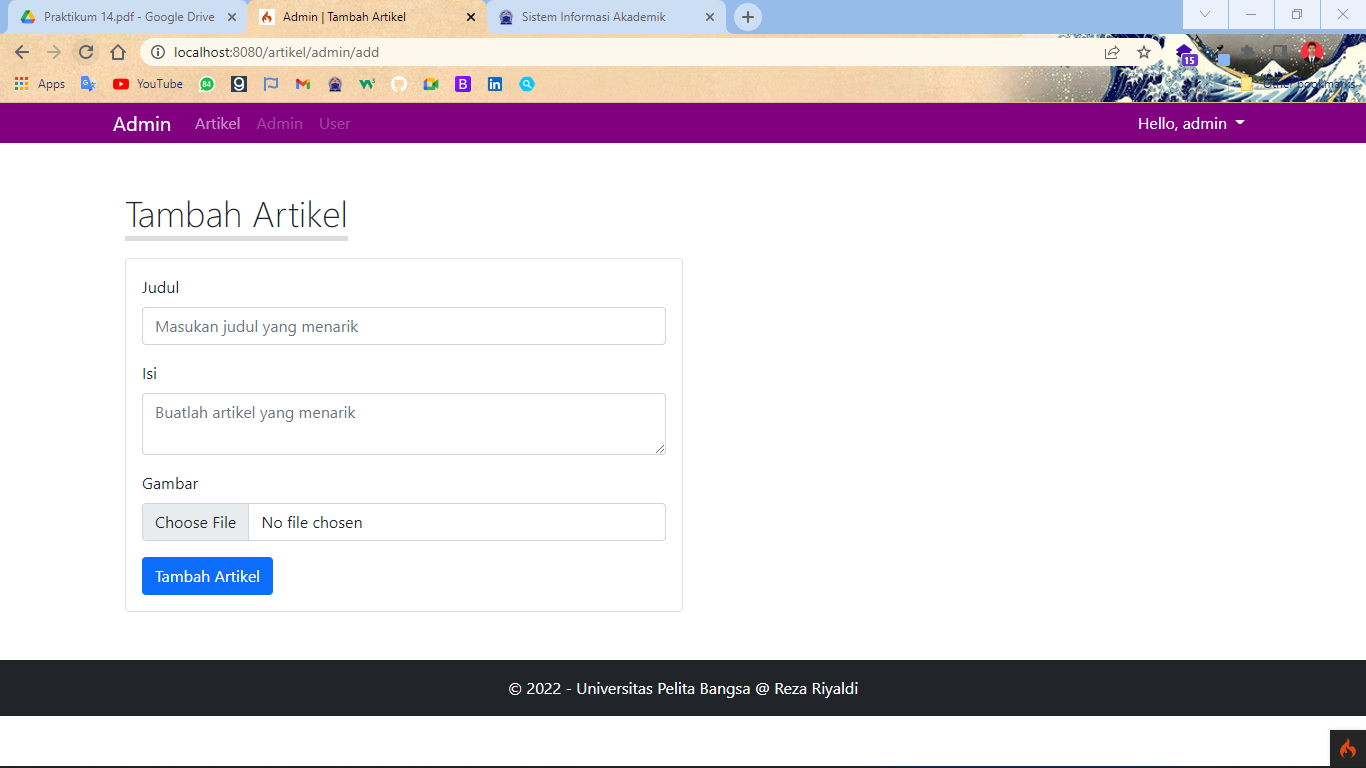 Praktikum 14.pdf - Google Drive
Admin | Tambah Artikel
Sistem Informasi Akademik
localhost:8080/artikel/admin/add
15
Apps
YouTube
84
Other bookmarks
Admin Artikel Admin User Hello, admin
Tambah Artikel
Judul
Masukan judul yang menarik
Isi
Buatlah artikel yang menarik
Gambar
Choose File No file chosen
Tambah Artikel
© 2022 - Universitas Pelita Bangsa @ Reza Riyaldi